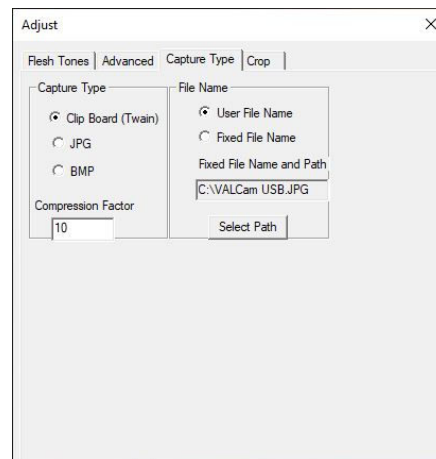 Adjust
Flesh Tones
Advanced
Capture Type
Crop
Capture Type
Clip Board (Twain)
JPG
BMP
Compression Factor
10
File Name
User File Name
Fixed File Name
Fixed File Name and Path
C:\VALCam USB.JPG
Select Path